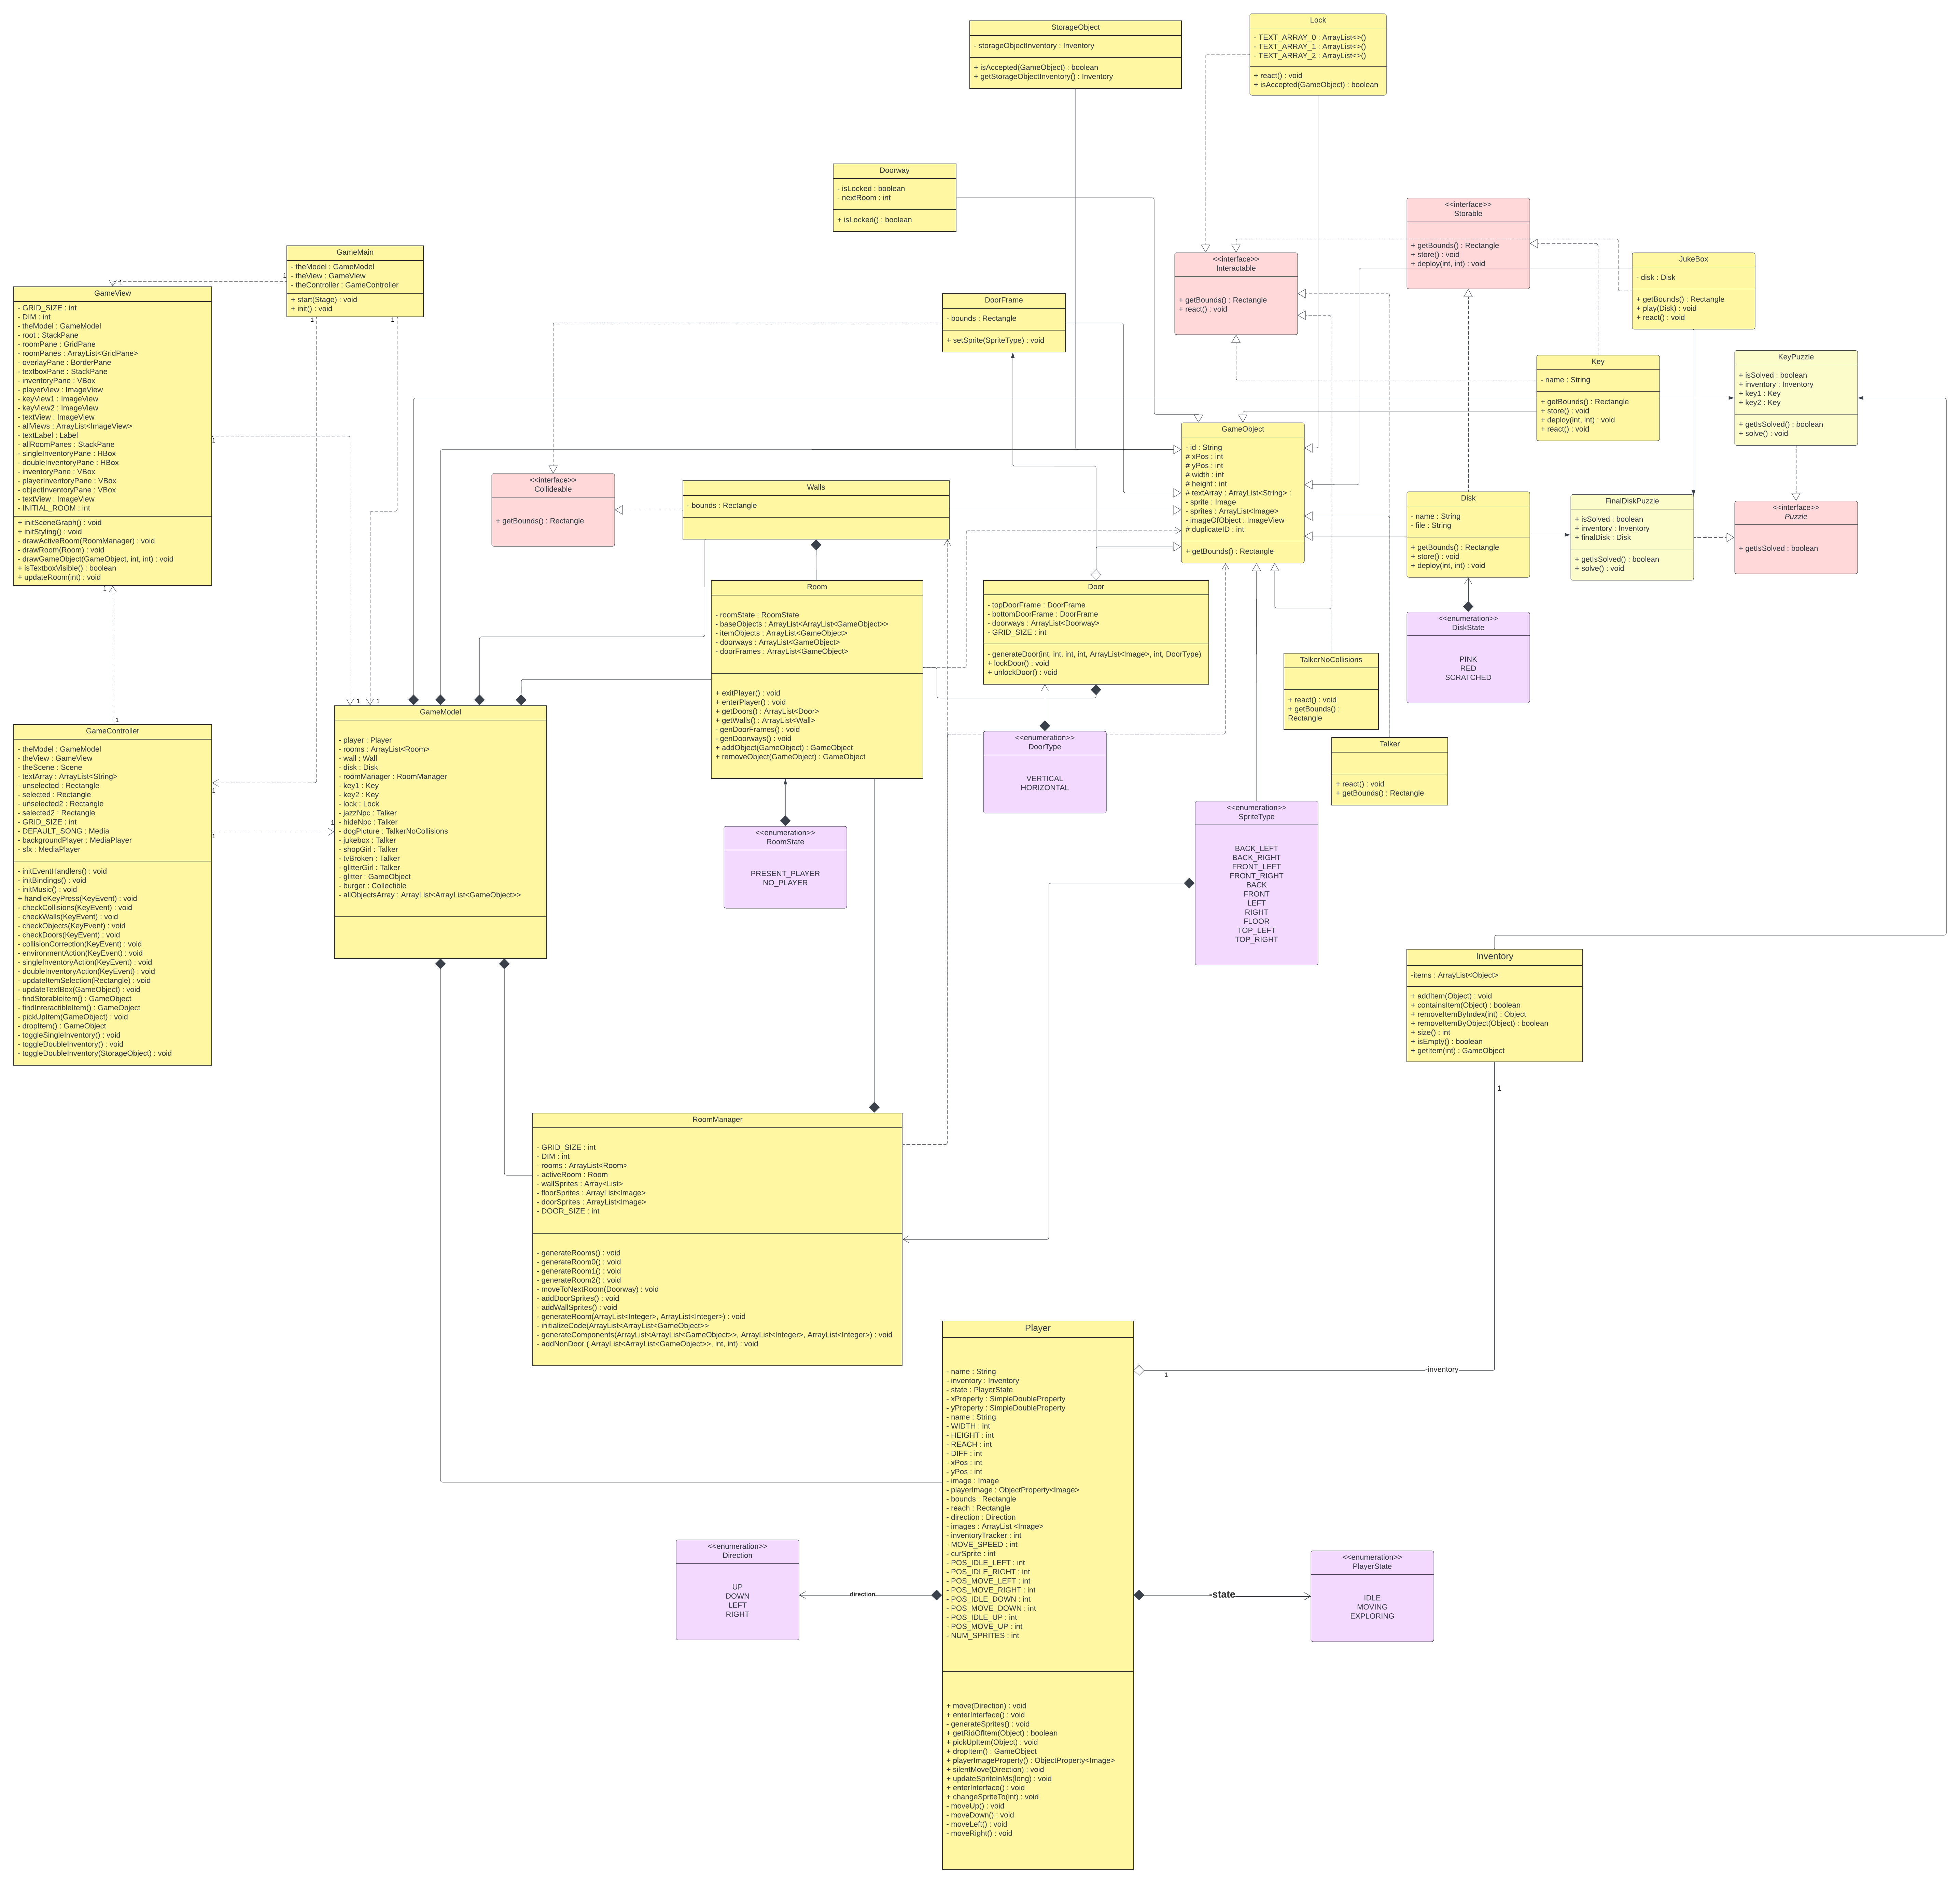 StorageObject
- storageObjectInventory : Inventory
+ isAccepted(GameObject) : boolean
+ getStorageObjectInventory() : Inventory
Lock
- TEXT_ARRAY_0 : ArrayList<>()
- TEXT_ARRAY_1 : ArrayList<>()
- TEXT_ARRAY_2 : ArrayList<>()
+ react() : void
+ isAccepted(GameObject) : boolean
Doorway
- isLocked : boolean
- nextRoom : int
+ isLocked() : boolean
<<interface>>
Storable
+ getBounds() : Rectangle
+ store() : void
+ deploy(int, int) : void
GameMain
- theModel : GameModel
- theView : GameView
- theController : GameController
+ start(Stage) : void
+ init() : void
1
1
1
1
<<interface>>
Interactable
+ getBounds() : Rectangle
+ react() : void
JukeBox
- disk : Disk
+ getBounds() : Rectangle
+ play(Disk) : void
+ react() : void
GameView
- GRID_SIZE : int
- DIM : int
- theModel : GameModel
- root : StackPane
- roomPane : GridPane
- roomPanes : ArrayList<GridPane>
- overlayPane : BorderPane
- textboxPane : StackPane
- inventoryPane : VBox
- playerView : ImageView
- keyView1 : ImageView
- keyView2 : ImageView
- textView : ImageView
- allViews : ArrayList<ImageView>
- textLabel : Label
- allRoomPanes : StackPane
- singleInventoryPane : HBox
- doubleInventoryPane : HBox
- inventoryPane : VBox
- playerInventoryPane : VBox
- objectInventoryPane : VBox
- textView : ImageView
- INITIAL_ROOM : int
+ initSceneGraph() : void
+ initStyling() : void
- drawActiveRoom(RoomManager) : void
- drawRoom(Room) : void
- drawGameObject(GameObject, int, int) : void
+ isTextboxVisible() : boolean
+ updateRoom(int) : void
1
1
DoorFrame
- bounds : Rectangle
+ setSprite(SpriteType) : void
Key
- name : String
+ getBounds() : Rectangle
+ store() : void
+ deploy(int, int) : void
+ react() : void
KeyPuzzle
+ isSolved : boolean
+ inventory : Inventory
+ key1 : Key
+ key2 : Key
+ getIsSolved() : boolean
+ solve() : void
GameObject
- id : String
# xPos : int
# yPos : int
# width : int
# height : int
# textArray : ArrayList<String> :
- sprite : Image
- sprites : ArrayList<Image>
- imageOfObject : ImageView
# duplicateID : int
+ getBounds() : Rectangle
<<interface>>
Collideable
+ getBounds() : Rectangle
Walls
- bounds : Rectangle
Disk
- name : String
- file : String
+ getBounds() : Rectangle
+ store() : void
+ deploy(int, int) : void
FinalDiskPuzzle
+ isSolved : boolean
+ inventory : Inventory
+ finalDisk : Disk
+ getIsSolved() : boolean
+ solve() : void
<<interface>>
Puzzle
+ getIsSolved : boolean
Room
- roomState : RoomState
- baseObjects : ArrayList<ArrayList<GameObject>>
- itemObjects : ArrayList<GameObject>
- doorways : ArrayList<GameObject>
- doorFrames : ArrayList<GameObject>
+ exitPlayer() : void
+ enterPlayer() : void
+ getDoors() : ArrayList<Door>
+ getWalls() : ArrayList<Wall>
- genDoorFrames() : void
- genDoorways() : void
+ addObject(GameObject) : GameObject
+ removeObject(GameObject) : GameObject
Door
- topDoorFrame : DoorFrame
- bottomDoorFrame : DoorFrame
- doorways : ArrayList<Doorway>
- GRID_SIZE : int
- generateDoor(int, int, int, int, ArrayList<Image>, int, DoorType)
+ lockDoor() : void
+ unlockDoor() : void
<<enumeration>>
DiskState
PINK
RED
SCRATCHED
TalkerNoCollisions
+ react() : void
+ getBounds() :
Rectangle
1
1
1
GameController
- theModel : GameModel
- theView : GameView
- theScene : Scene
- textArray : ArrayList<String>
- unselected : Rectangle
- selected : Rectangle
- unselected2 : Rectangle
- selected2 : Rectangle
- GRID_SIZE : int
- DEFAULT_SONG : Media
- backgroundPlayer : MediaPlayer
- sfx : MediaPlayer
- initEventHandlers() : void
- initBindings() : void
- initMusic() : void
+ handleKeyPress(KeyEvent) : void
- checkCollisions(KeyEvent) : void
- checkWalls(KeyEvent) : void
- checkObjects(KeyEvent) : void
- checkDoors(KeyEvent) : void
- collisionCorrection(KeyEvent) : void
- environmentAction(KeyEvent) : void
- singleInventoryAction(KeyEvent) : void
- doubleInventoryAction(KeyEvent) : void
- updateItemSelection(Rectangle) : void
- updateTextBox(GameObject) : void
- findStorableItem() : GameObject
- findInteractibleItem() : GameObject
- pickUpItem(GameObject) : void
- dropItem() : GameObject
- toggleSingleInventory() : void
- toggleDoubleInventory() : void
- toggleDoubleInventory(StorageObject) : void
1
1
1
GameModel
- player : Player
- rooms : ArrayList<Room>
- wall : Wall
- disk : Disk
- roomManager : RoomManager
- key1 : Key
- key2 : Key
- lock : Lock
- jazzNpc : Talker
- hideNpc : Talker
- dogPicture : TalkerNoCollisions
- jukebox : Talker
- shopGirl : Talker
- tvBroken : Talker
- glitterGirl : Talker
- glitter : GameObject
- burger : Collectible
- allObjectsArray : ArrayList<ArrayList<GameObject>>
<<enumeration>>
DoorType
VERTICAL
HORIZONTAL
Talker
+ react() : void
+ getBounds() : Rectangle
<<enumeration>>
RoomState
PRESENT_PLAYER
NO_PLAYER
<<enumeration>>
SpriteType
BACK_LEFT
BACK_RIGHT
FRONT_LEFT
FRONT_RIGHT
BACK
FRONT
LEFT
RIGHT
FLOOR
TOP_LEFT
TOP_RIGHT
Inventory
-items : ArrayList<Object>
+ addItem(Object) : void
+ containsItem(Object) : boolean
+ removeItemByIndex(int) : Object
+ removeItemByObject(Object) : boolean
+ size() : int
+ isEmpty() : boolean
+ getItem(int) : GameObject
1
RoomManager
- GRID_SIZE : int
- DIM : int
- rooms : ArrayList<Room>
- activeRoom : Room
- wallSprites : Array<List>
- floorSprites : ArrayList<Image>
- doorSprites : ArrayList<Image>
- DOOR_SIZE : int
- generateRooms() : void
- generateRoom0() : void
- generateRoom1() : void
- generateRoom2() : void
- moveToNextRoom(Doorway) : void
- addDoorSprites() : void
- addWallSprites() : void
- generateRoom(ArrayList<Integer>, ArrayList<Integer>) : void
- initializeCode(ArrayList<ArrayList<GameObject>>
- generateComponents(ArrayList<ArrayList<GameObject>>, ArrayList<Integer>, ArrayList<Integer>) : void
- addNonDoor ( ArrayList<ArrayList<GameObject>>, int, int) : void
Player
- name : String
- inventory : Inventory
- state : PlayerState
- xProperty : SimpleDoubleProperty
- yProperty : SimpleDoubleProperty
- name : String
- WIDTH : int
- HEIGHT : int
- REACH : int
- DIFF : int
- xPos : int
- yPos : int
- image : Image
- playerImage : ObjectProperty<Image>
- bounds : Rectangle
- reach : Rectangle
- direction : Direction
- images : ArrayList <Image>
- inventoryTracker : int
- MOVE_SPEED : int
- curSprite : int
- POS_IDLE_LEFT : int
- POS_IDLE_RIGHT : int
- POS_MOVE_LEFT : int
- POS_MOVE_RIGHT : int
- POS_IDLE_DOWN : int
- POS_MOVE_DOWN : int
- POS_IDLE_UP : int
- POS_MOVE_UP : int
- NUM_SPRITES : int
+ move(Direction) : void
+ enterInterface() : void
- generateSprites() : void
+ getRidOfItem(Object) : boolean
+ pickUpItem(Object) : void
+ dropItem() : GameObject
+ playerImageProperty() : ObjectProperty<Image>
+ silentMove(Direction) : void
+ updateSpriteInMs(long) : void
+ enterInterface() : void
+ changeSpriteTo(int) : void
- moveUp() : void
- moveDown() : void
- moveLeft() : void
- moveRight() : void
-inventory
1
<<enumeration>>
Direction
UP
DOWN
LEFT
RIGHT
direction
-state
<<enumeration>>
PlayerState
IDLE
MOVING
EXPLORING